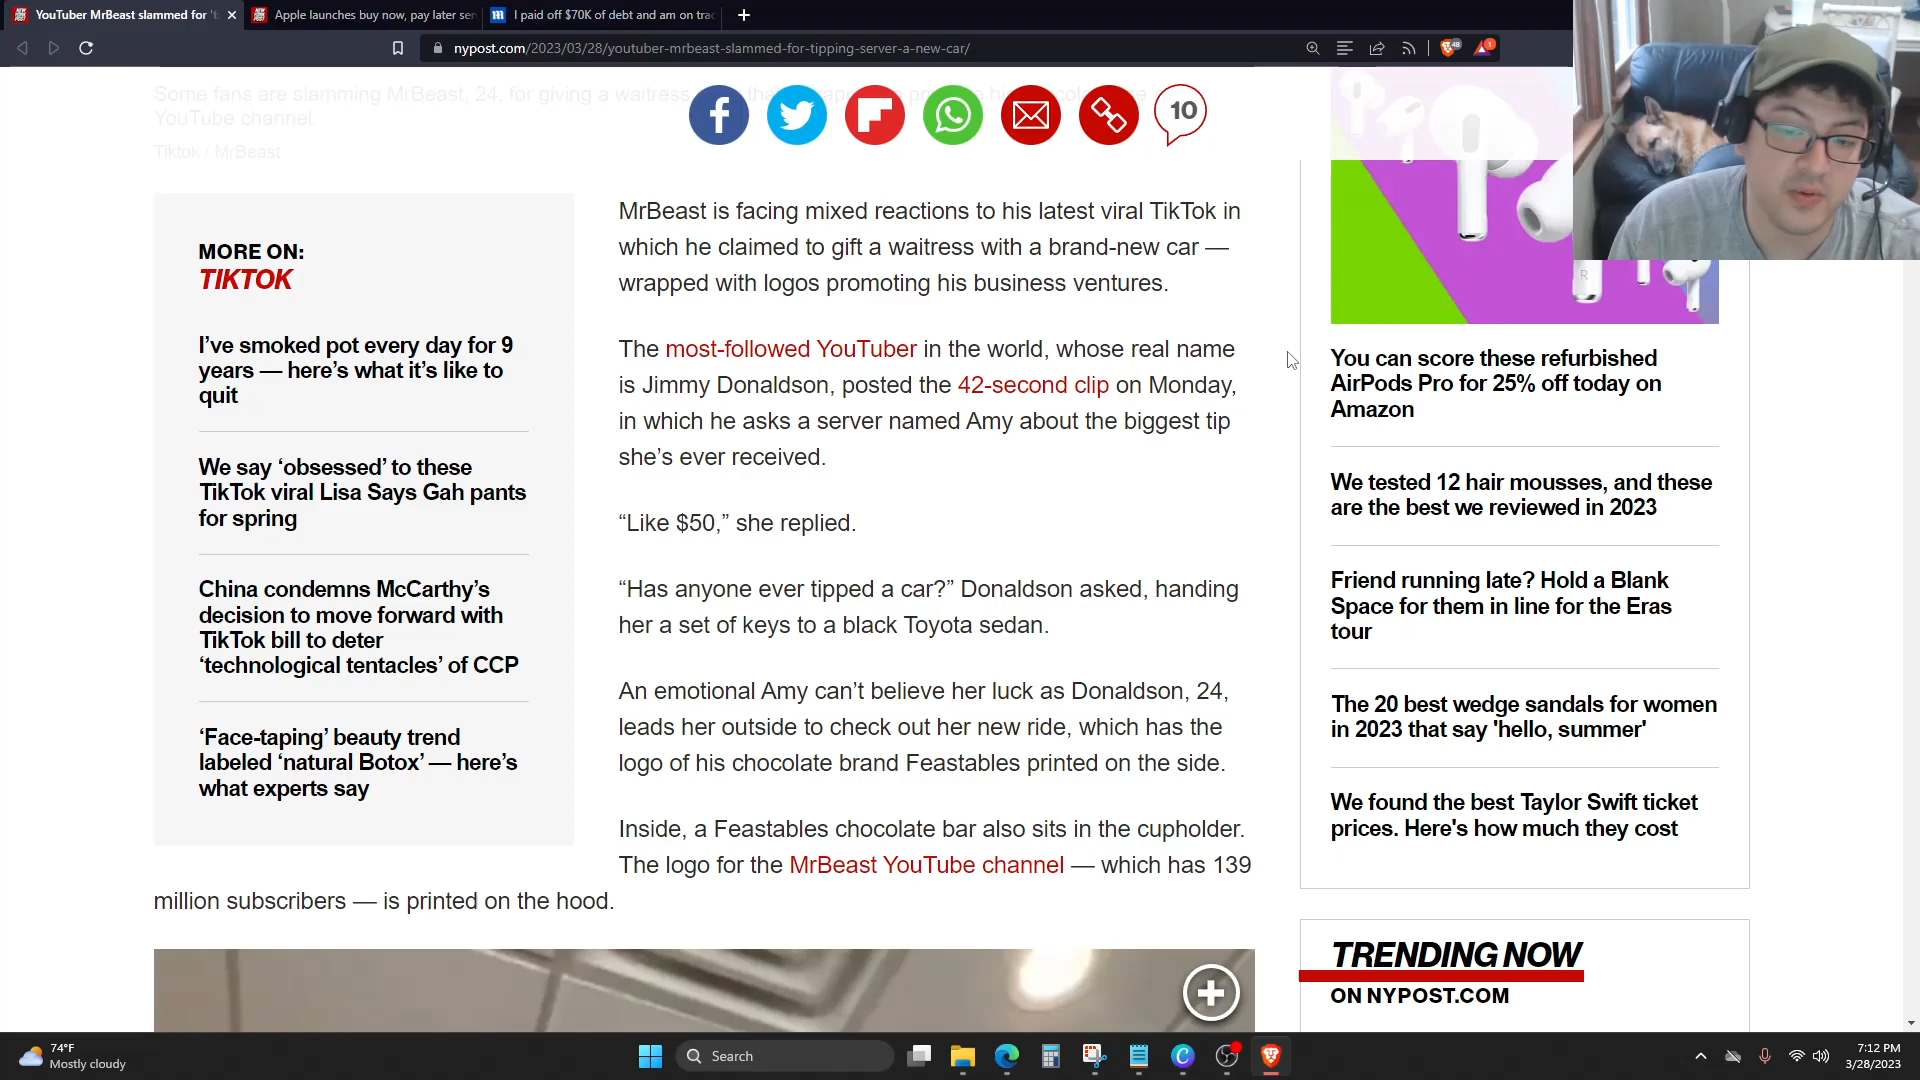 YouTuber MrBeast slammed for 't
Apple launches buy now, pay later ser
I paid off $70K of debt and am on trac
nypost.com/2023/03/28/youtuber-mrbeast-slammed-for-tipping-server-a-new-car/
48
1
Some fans are slamming MrBeast, 24, for giving a waitress
YouTube channel.
Tiktok / MrBeast
10
MORE ON:
TIKTOK
I've smoked pot every day for 9
years — here's what it's like to
quit
We say 'obsessed' to these
TikTok viral Lisa Says Gah pants
for spring
China condemns McCarthy's
decision to move forward with
TikTok bill to deter
'technological tentacles' of CCP
'Face-taping' beauty trend
labeled 'natural Botox' — here's
what experts say
MrBeast is facing mixed reactions to his latest viral TikTok in
which he claimed to gift a waitress with a brand-new car —
wrapped with logos promoting his business ventures.
The most-followed YouTuber in the world, whose real name
is Jimmy Donaldson, posted the 42-second clip on Monday,
in which he asks a server named Amy about the biggest tip
she's ever received.
“Like $50,” she replied.
“Has anyone ever tipped a car?” Donaldson asked, handing
her a set of keys to a black Toyota sedan.
An emotional Amy can't believe her luck as Donaldson, 24,
leads her outside to check out her new ride, which has the
logo of his chocolate brand Feastables printed on the side.
Inside, a Feastables chocolate bar also sits in the cupholder.
The logo for the MrBeast YouTube channel — which has 139
million subscribers — is printed on the hood.
R
You can score these refurbished
AirPods Pro for 25% off today on
Amazon
We tested 12 hair mousses, and these
are the best we reviewed in 2023
Friend running late? Hold a Blank
Space for them in line for the Eras
tour
The 20 best wedge sandals for women
in 2023 that say 'hello, summer'
We found the best Taylor Swift ticket
prices. Here's how much they cost
TRENDING NOW
ON NYPOST.COM
74°F
Mostly cloudy
Search
7:12 PM
3/28/2023